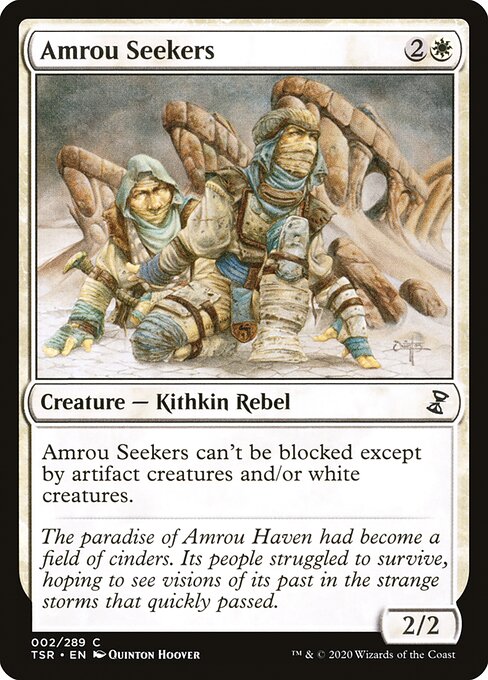 Amrou Seekers 2
Creature — Kithkin Rebel
Amrou Seekers can't be blocked except
by artifact creatures and/or white
creatures.
The paradise of Amrou Haven had become a
field of cinders. Its people struggled to survive,
hoping to see visions of its past in the strange
storms that quickly passed.
2/2
002/289 C
TSR • EN Quinton Hoover
™ & © 2020 Wizards of the Coast